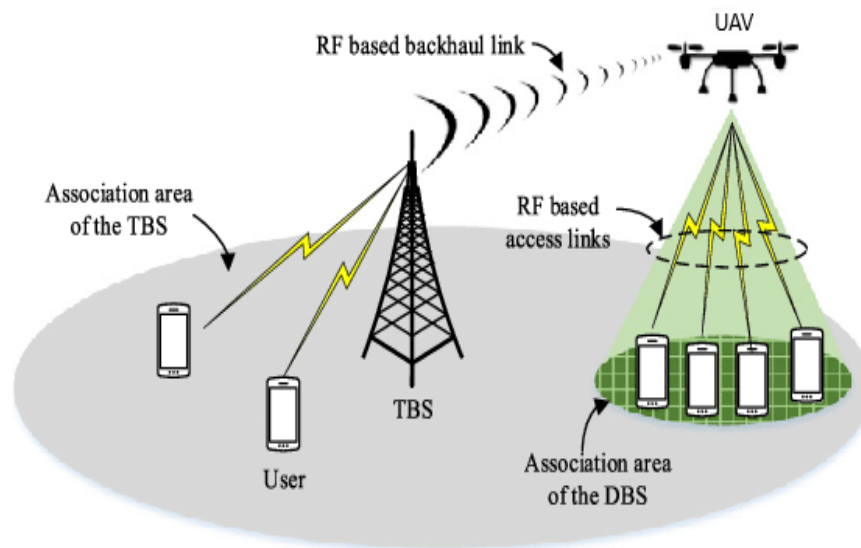 UAV
RF based backhaul link
Association area
of the TBS
RF based
access links
TBS
User
Association area
of the DBS